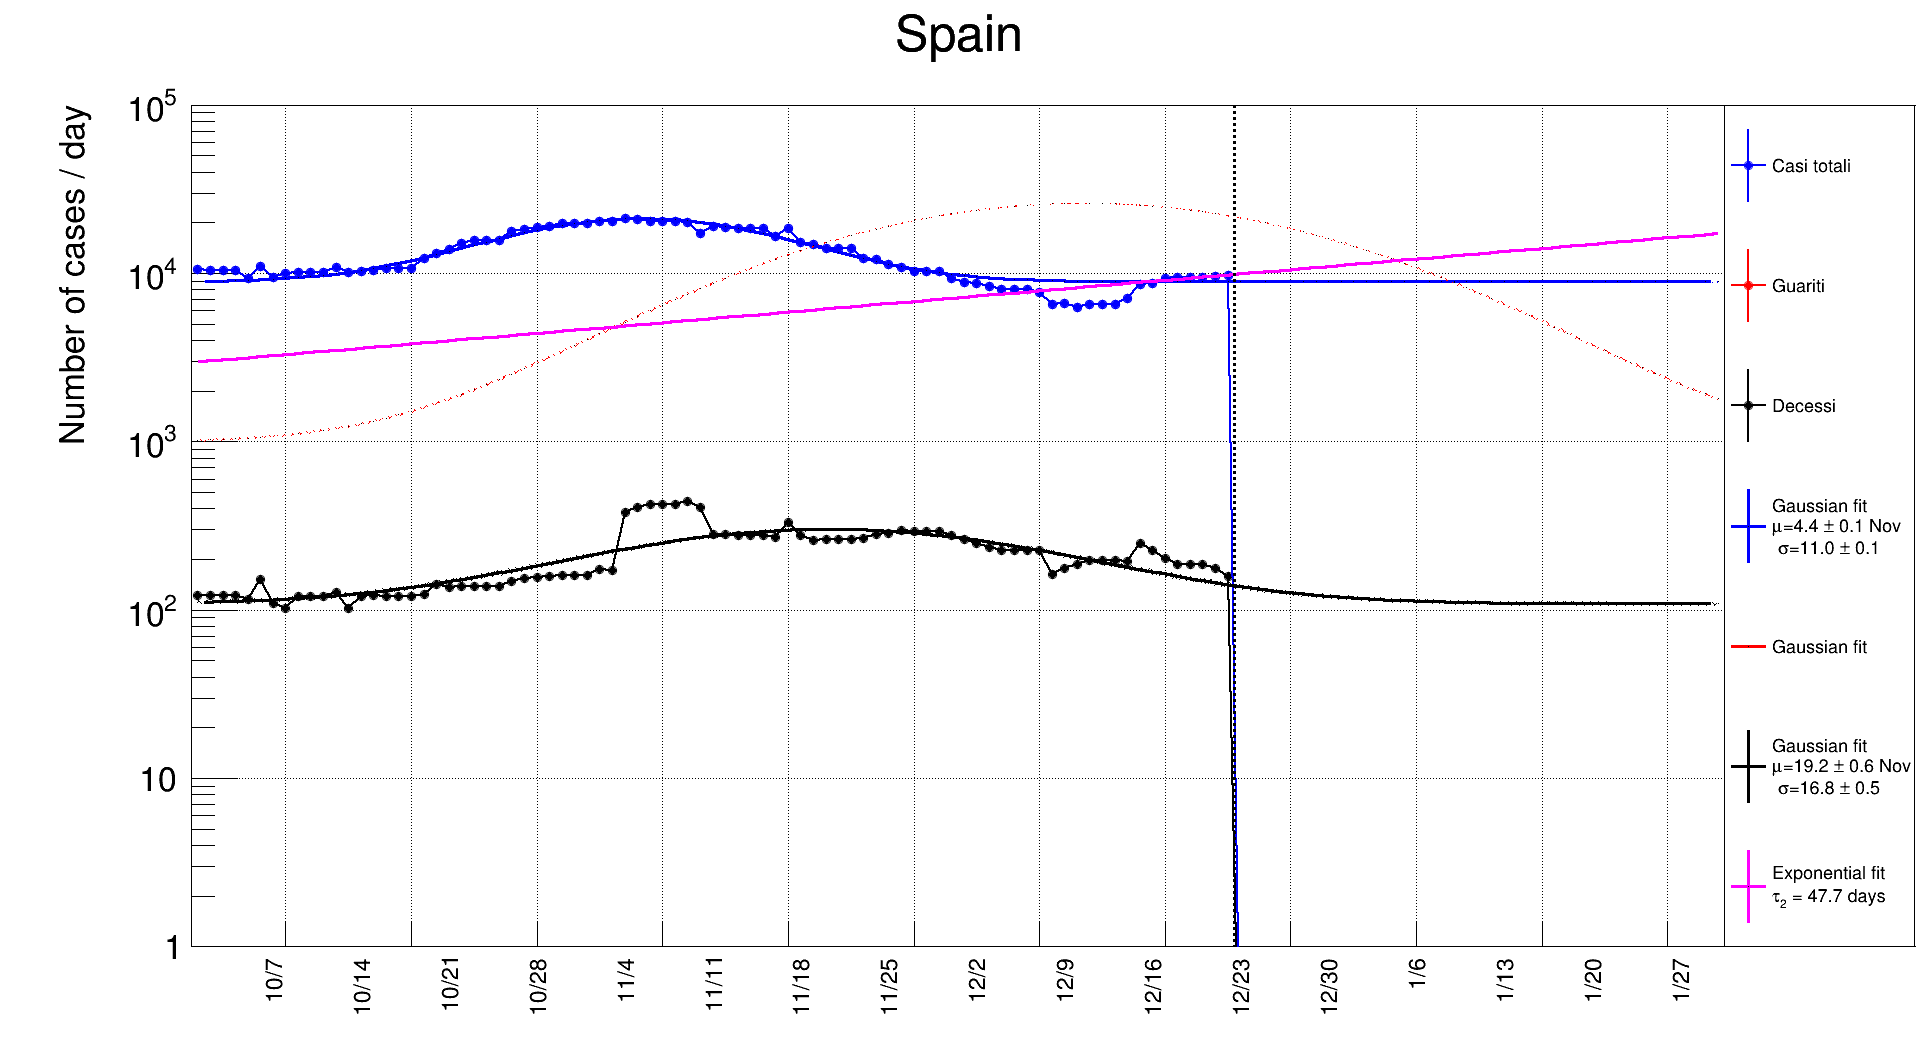 Spain
Number of cases / day
10^5
10^4
10^3
10^2
10
1
10/7
10/14
10/21
10/28
11/4
11/11
11/18
11/25
12/2
12/9
12/16
12/23
12/30
1/6
1/13
1/20
1/27
Casi totali
Guariti
Decessi
Gaussian fit
μ=4.4 ± 0.1 Nov
σ=11.0 ± 0.1
Gaussian fit
Gaussian fit
μ=19.2 ± 0.6 Nov
σ=16.8 ± 0.5
Exponential fit
τ₂ = 47.7 days